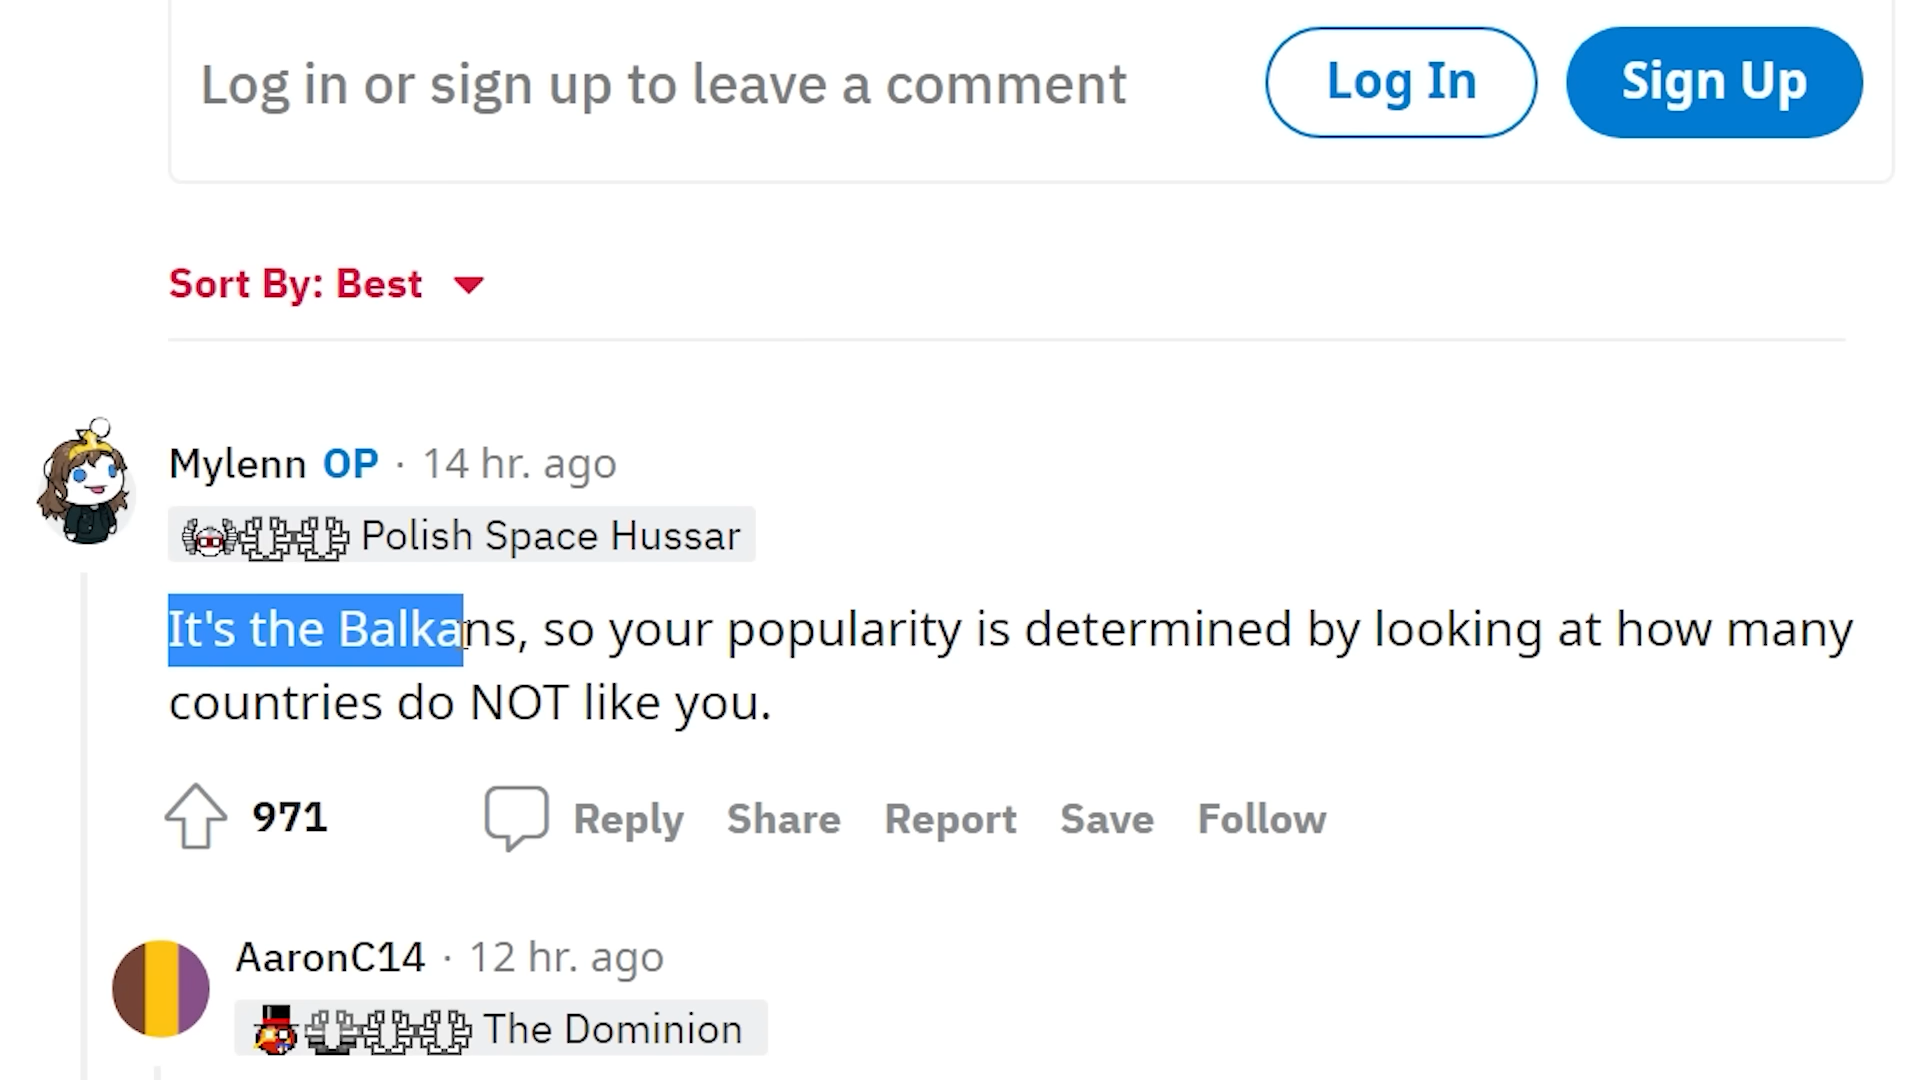 Log in or sign up to leave a comment Log In Sign Up
Sort By: Best
Mylenn OP · 14 hr. ago
Polish Space Hussar
It's the Balkans, so your popularity is determined by looking at how many
countries do NOT like you.
971 Reply Share Report Save Follow
AaronC14 · 12 hr. ago
The Dominion